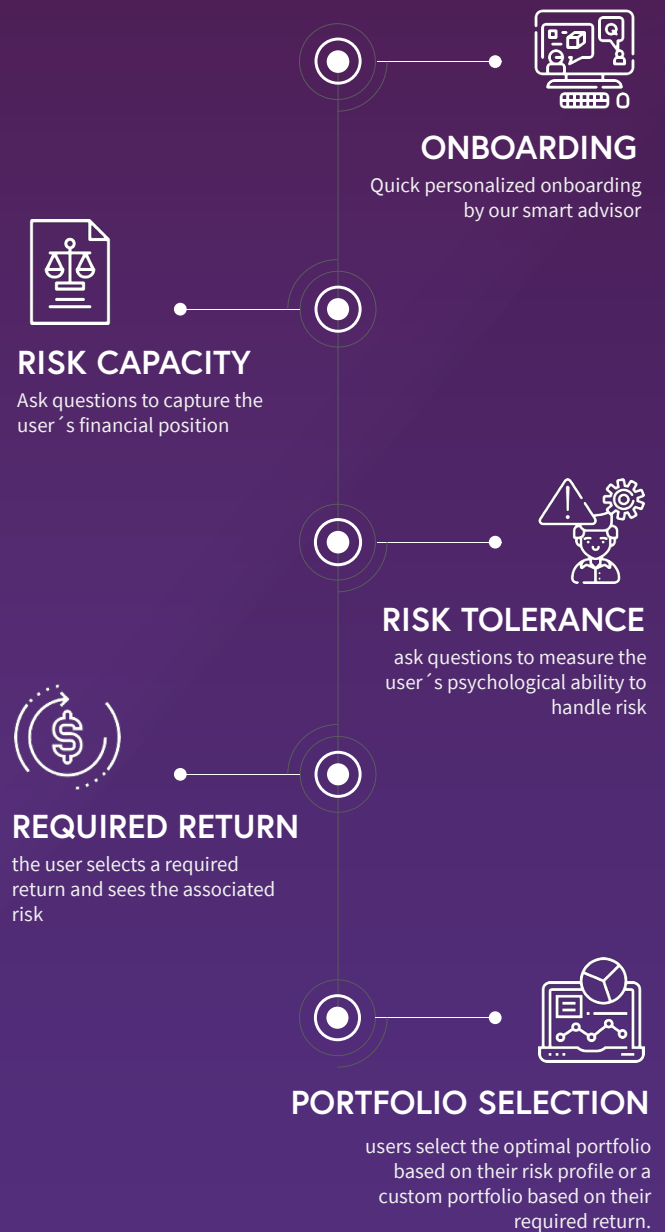 ONBOARDING
Quick personalized onboarding
by our smart advisor
RISK CAPACITY
Ask questions to capture the
user´s financial position
RISK TOLERANCE
ask questions to measure the
user´s psychological ability to
handle risk
REQUIRED RETURN
the user selects a required
return and sees the associated
risk
PORTFOLIO SELECTION
users select the optimal portfolio
based on their risk profile or a
custom portfolio based on their
required return.